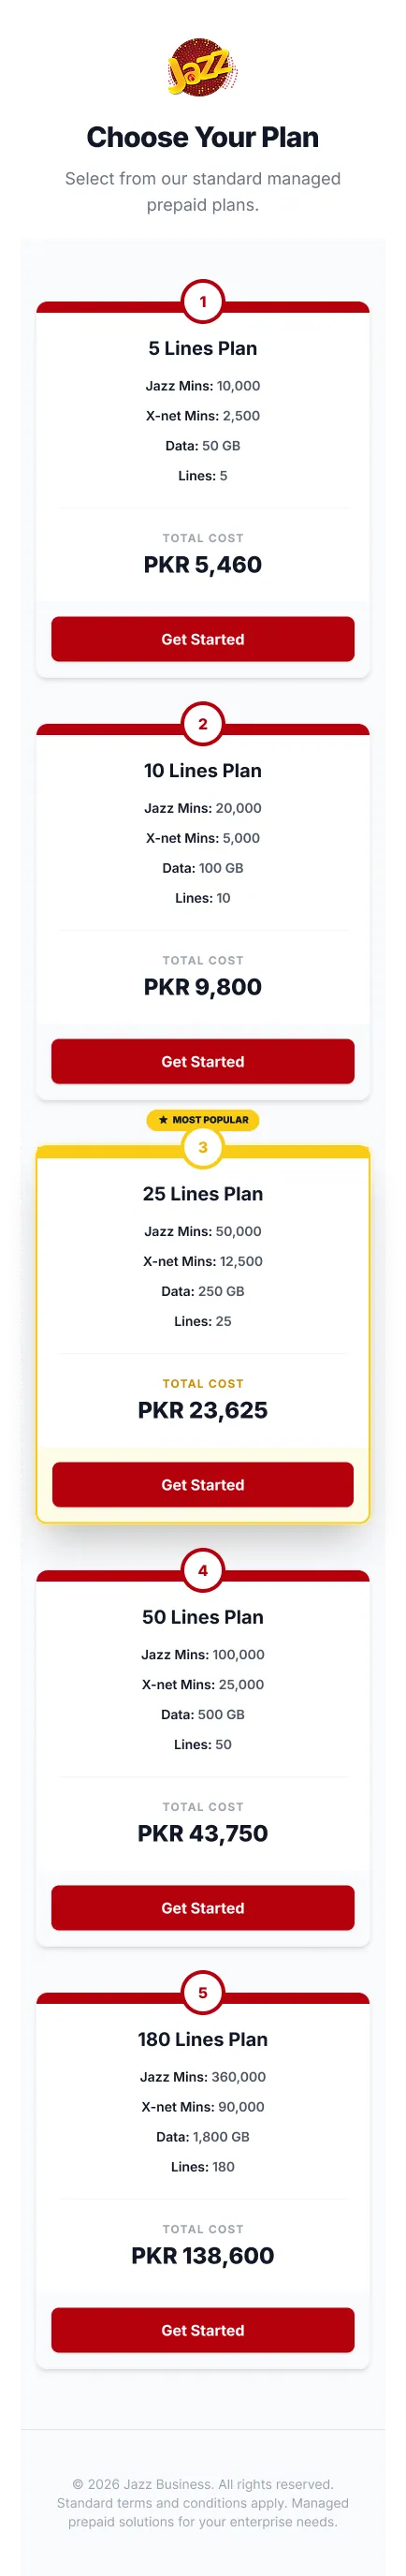 Jazz
Choose Your Plan
Select from our standard managed
prepaid plans.
1
5 Lines Plan
Jazz Mins: 10,000
X-net Mins: 2,500
Data: 50 GB
Lines: 5
TOTAL COST
PKR 5,460
Get Started
2
10 Lines Plan
Jazz Mins: 20,000
X-net Mins: 5,000
Data: 100 GB
Lines: 10
TOTAL COST
PKR 9,800
Get Started
★ MOST POPULAR
3
25 Lines Plan
Jazz Mins: 50,000
X-net Mins: 12,500
Data: 250 GB
Lines: 25
TOTAL COST
PKR 23,625
Get Started
4
50 Lines Plan
Jazz Mins: 100,000
X-net Mins: 25,000
Data: 500 GB
Lines: 50
TOTAL COST
PKR 43,750
Get Started
5
180 Lines Plan
Jazz Mins: 360,000
X-net Mins: 90,000
Data: 1,800 GB
Lines: 180
TOTAL COST
PKR 138,600
Get Started
© 2026 Jazz Business. All rights reserved.
Standard terms and conditions apply. Managed
prepaid solutions for your enterprise needs.